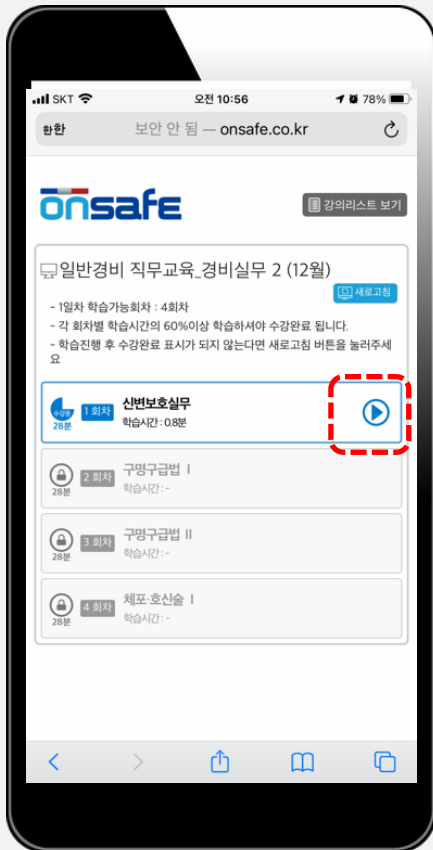 SKT 오전 10:56 78%
한한 보안 안 됨 — onsafe.co.kr
onsafe
강의리스트 보기
일반경비 직무교육_경비실무 2 (12월)
새로고침
- 1일차 학습가능회차 : 4회차
- 각 회차별 학습시간의 60%이상 학습하셔야 수강완료 됩니다.
- 학습진행 후 수강완료 표시가 되지 않는다면 새로고침 버튼을 눌러주세
요
수강중
28분
1 회차
신변보호실무
학습시간 : 0.8분
28분
2 회차
구명구급법 Ⅰ
학습시간 : -
28분
3 회차
구명구급법 Ⅱ
학습시간 : -
28분
4 회차
체포·호신술 Ⅰ
학습시간 : -